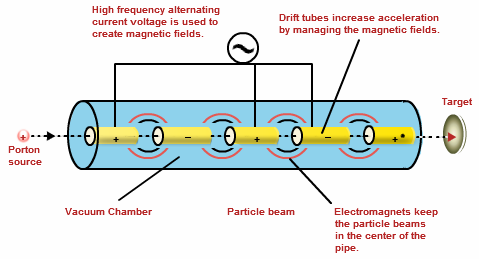 High frequency alternating
current voltage is used to
create magnetic fields.
Drift tubes increase acceleration
by managing the magnetic fields.
Target
+
+
−
+
−
+
Porton
source
Vacuum Chamber
Particle beam
Electromagnets keep
the particle beams
in the center of the
pipe.